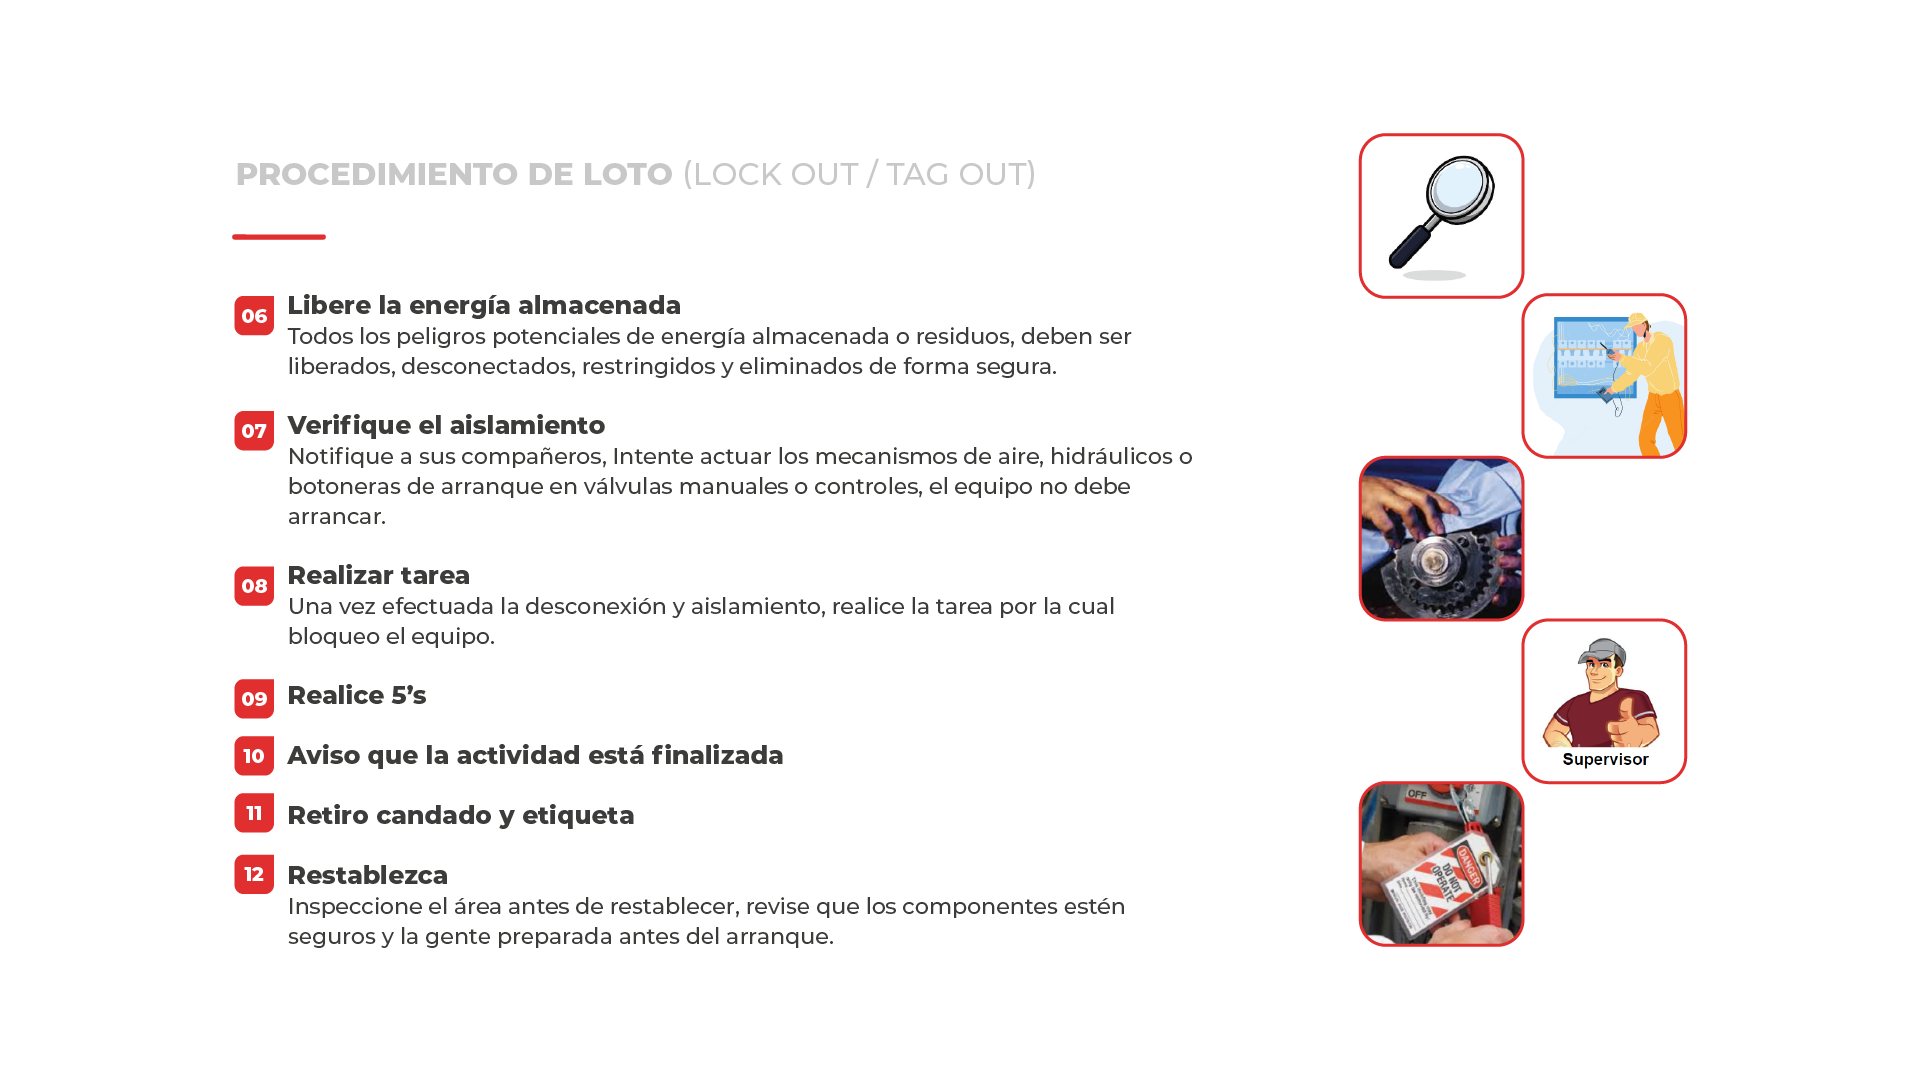 PROCEDIMIENTO DE LOTO (LOCK OUT / TAG OUT)
06
Libere la energía almacenada
Todos los peligros potenciales de energía almacenada o residuos, deben ser
liberados, desconectados, restringidos y eliminados de forma segura.
07
Verifique el aislamiento
Notifique a sus compañeros, Intente actuar los mecanismos de aire, hidráulicos o
botoneras de arranque en válvulas manuales o controles, el equipo no debe
arrancar.
08
Realizar tarea
Una vez efectuada la desconexión y aislamiento, realice la tarea por la cual
bloqueo el equipo.
09
Realice 5’s
10
Aviso que la actividad está finalizada
11
Retiro candado y etiqueta
12
Restablezca
Inspeccione el área antes de restablecer, revise que los componentes estén
seguros y la gente preparada antes del arranque.
Supervisor
OFF
DANGER
DO NOT
OPERATE